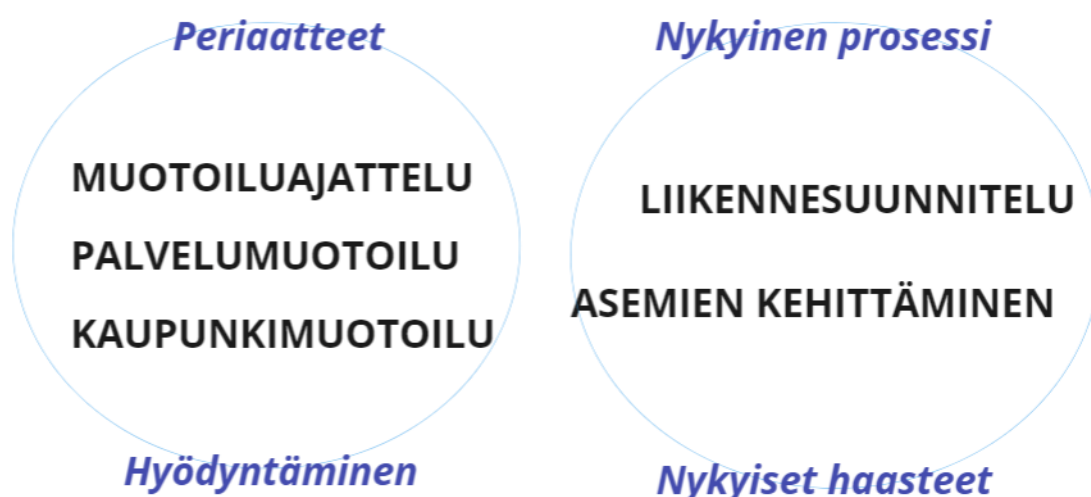 Periaatteet
MUOTOILUAJATTELU
PALVELUMUOTOILU
KAUPUNKIMUOTOILU
Hyödyntäminen
Nykyinen prosessi
LIIKENNESUUNNITELU
ASEMIEN KEHITTÄMINEN
Nykyiset haasteet